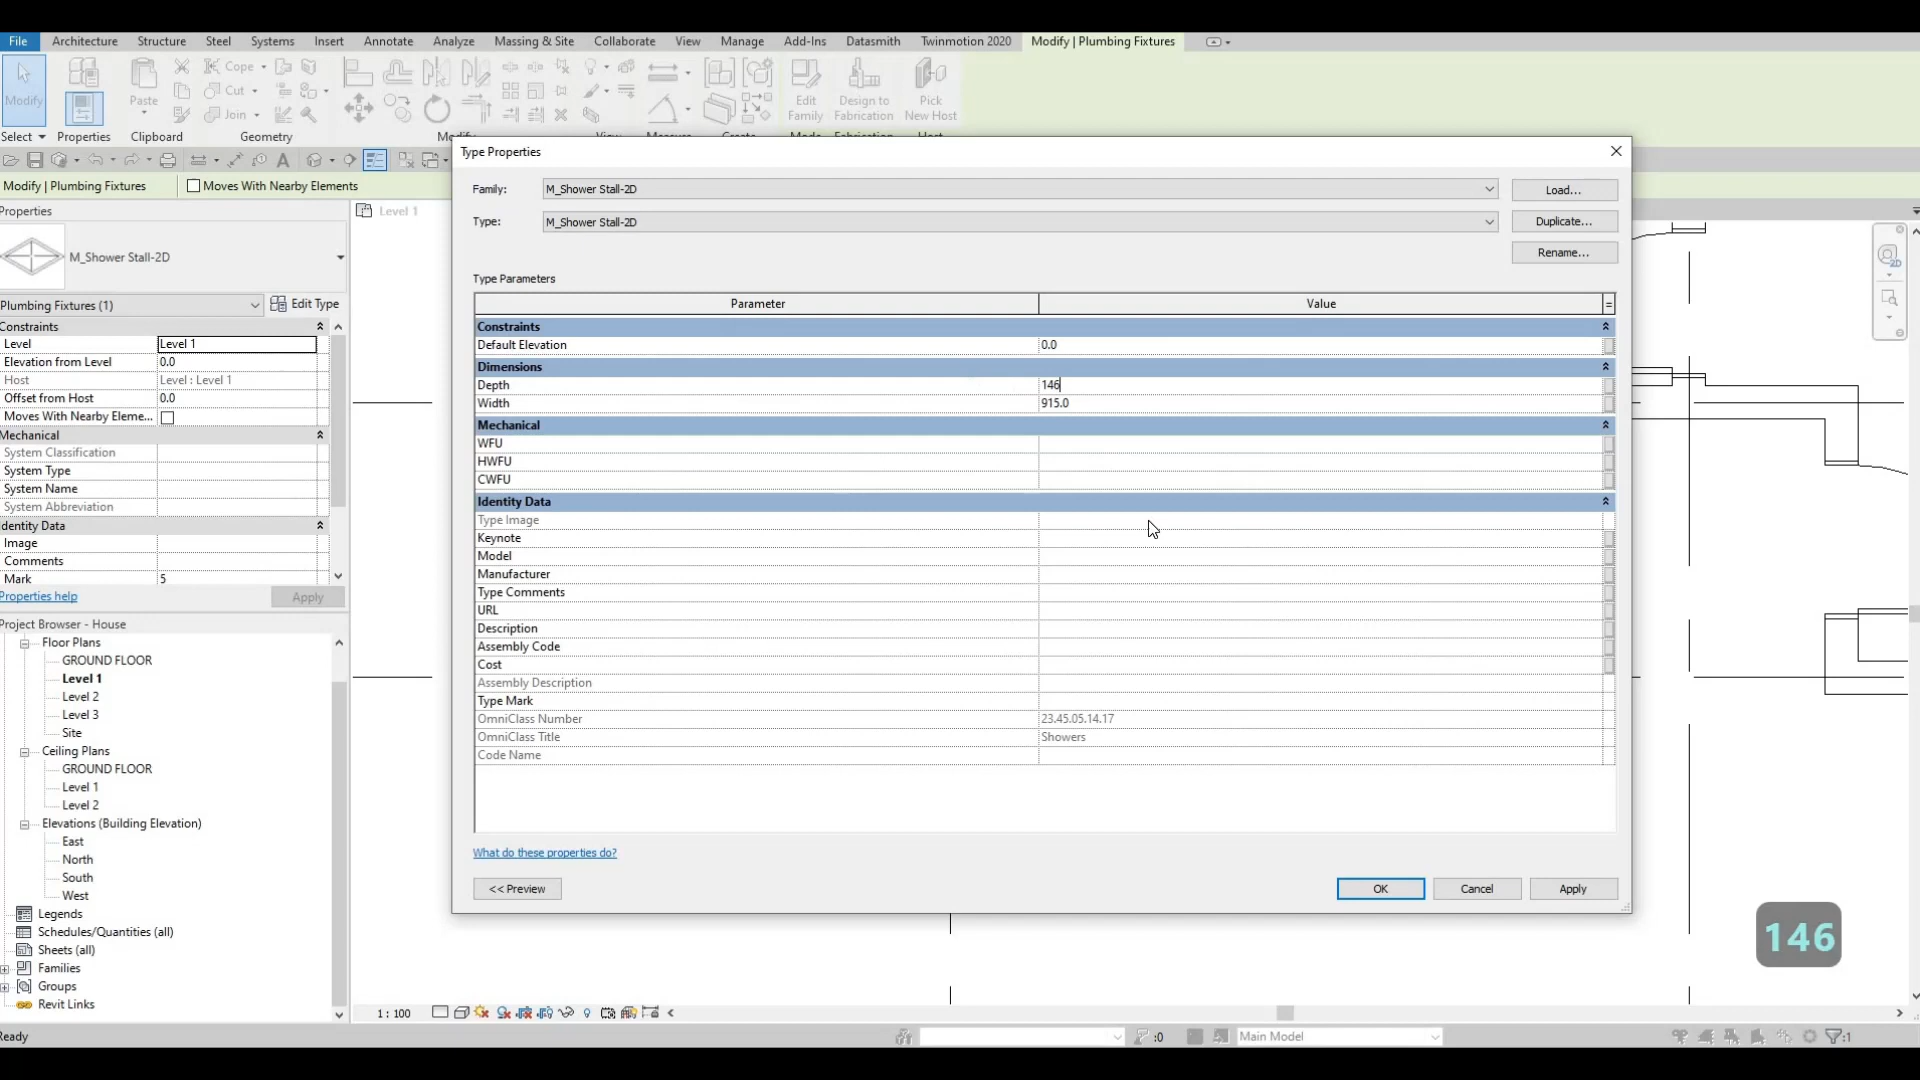 File Architecture Structure Steel Systems Insert Annotate Analyze Massing & Site Collaborate View Manage Add-Ins Datasmith Twinmotion 2020 Modify | Plumbing Fixtures
Cope
Modify Paste Cut Edit Family Design to Fabrication Pick New Host
Join
Select Properties Clipboard Geometry
Modify | Plumbing Fixtures Moves With Nearby Elements
Properties
M_Shower Stall-2D
Plumbing Fixtures (1) Edit Type
Constraints
Level Level 1
Elevation from Level 0.0
Host Level : Level 1
Offset from Host 0.0
Moves With Nearby Eleme...
Mechanical
System Classification
System Type
System Name
System Abbreviation
Identity Data
Image
Comments
Mark 5
Properties help Apply
Project Browser - House
Floor Plans
GROUND FLOOR
Level 1
Level 2
Level 3
Site
Ceiling Plans
GROUND FLOOR
Level 1
Level 2
Elevations (Building Elevation)
East
North
South
West
Legends
Schedules/Quantities (all)
Sheets (all)
Families
Groups
Revit Links
Level 1
Type Properties
Family: M_Shower Stall-2D Load...
Type: M_Shower Stall-2D Duplicate...
Rename...
Type Parameters
Parameter Value =
Constraints
Default Elevation 0.0
Dimensions
Depth 146
Width 915.0
Mechanical
WFU
HWFU
CWFU
Identity Data
Type Image
Keynote
Model
Manufacturer
Type Comments
URL
Description
Assembly Code
Cost
Assembly Description
Type Mark
OmniClass Number 23.45.05.14.17
OmniClass Title Showers
Code Name
What do these properties do?
<< Preview OK Cancel Apply
2D
146
1 : 100
Ready :0 Main Model :1